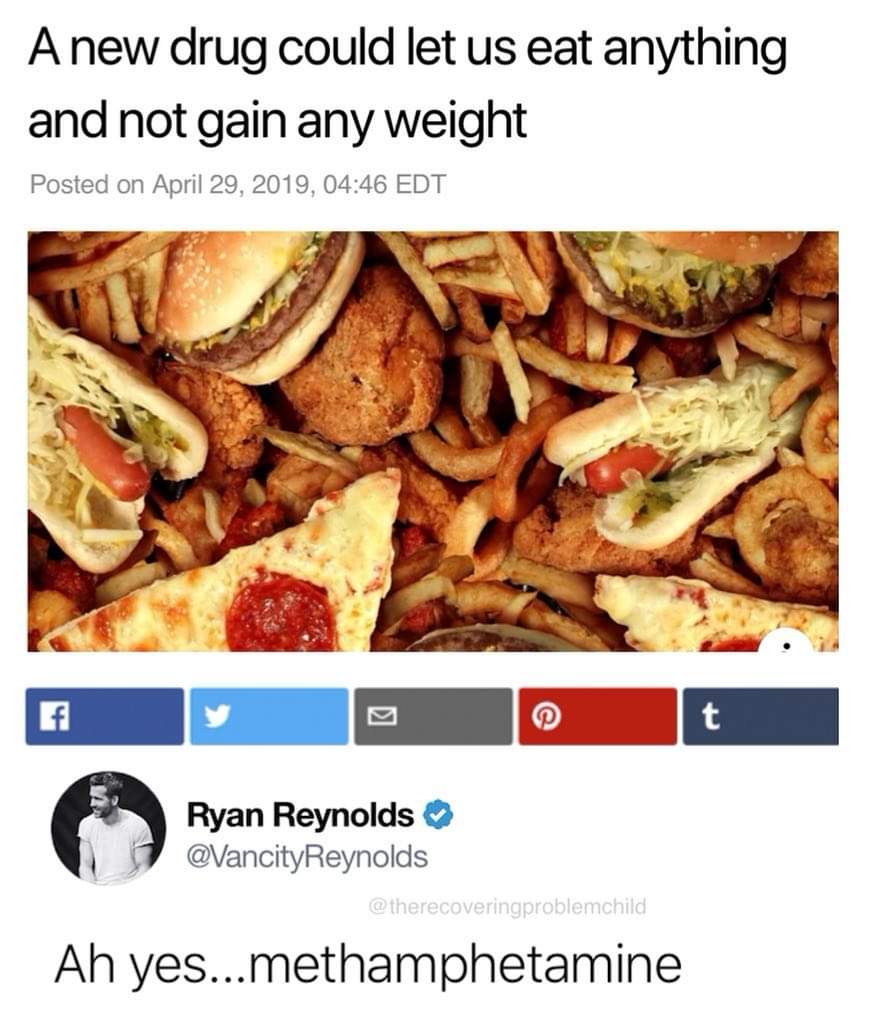 A new drug could let us eat anything
and not gain any weight
Posted on April 29, 2019, 04:46 EDT
f
t
Ryan Reynolds
@VancityReynolds
@therecoveringproblemchild
Ah yes...methamphetamine